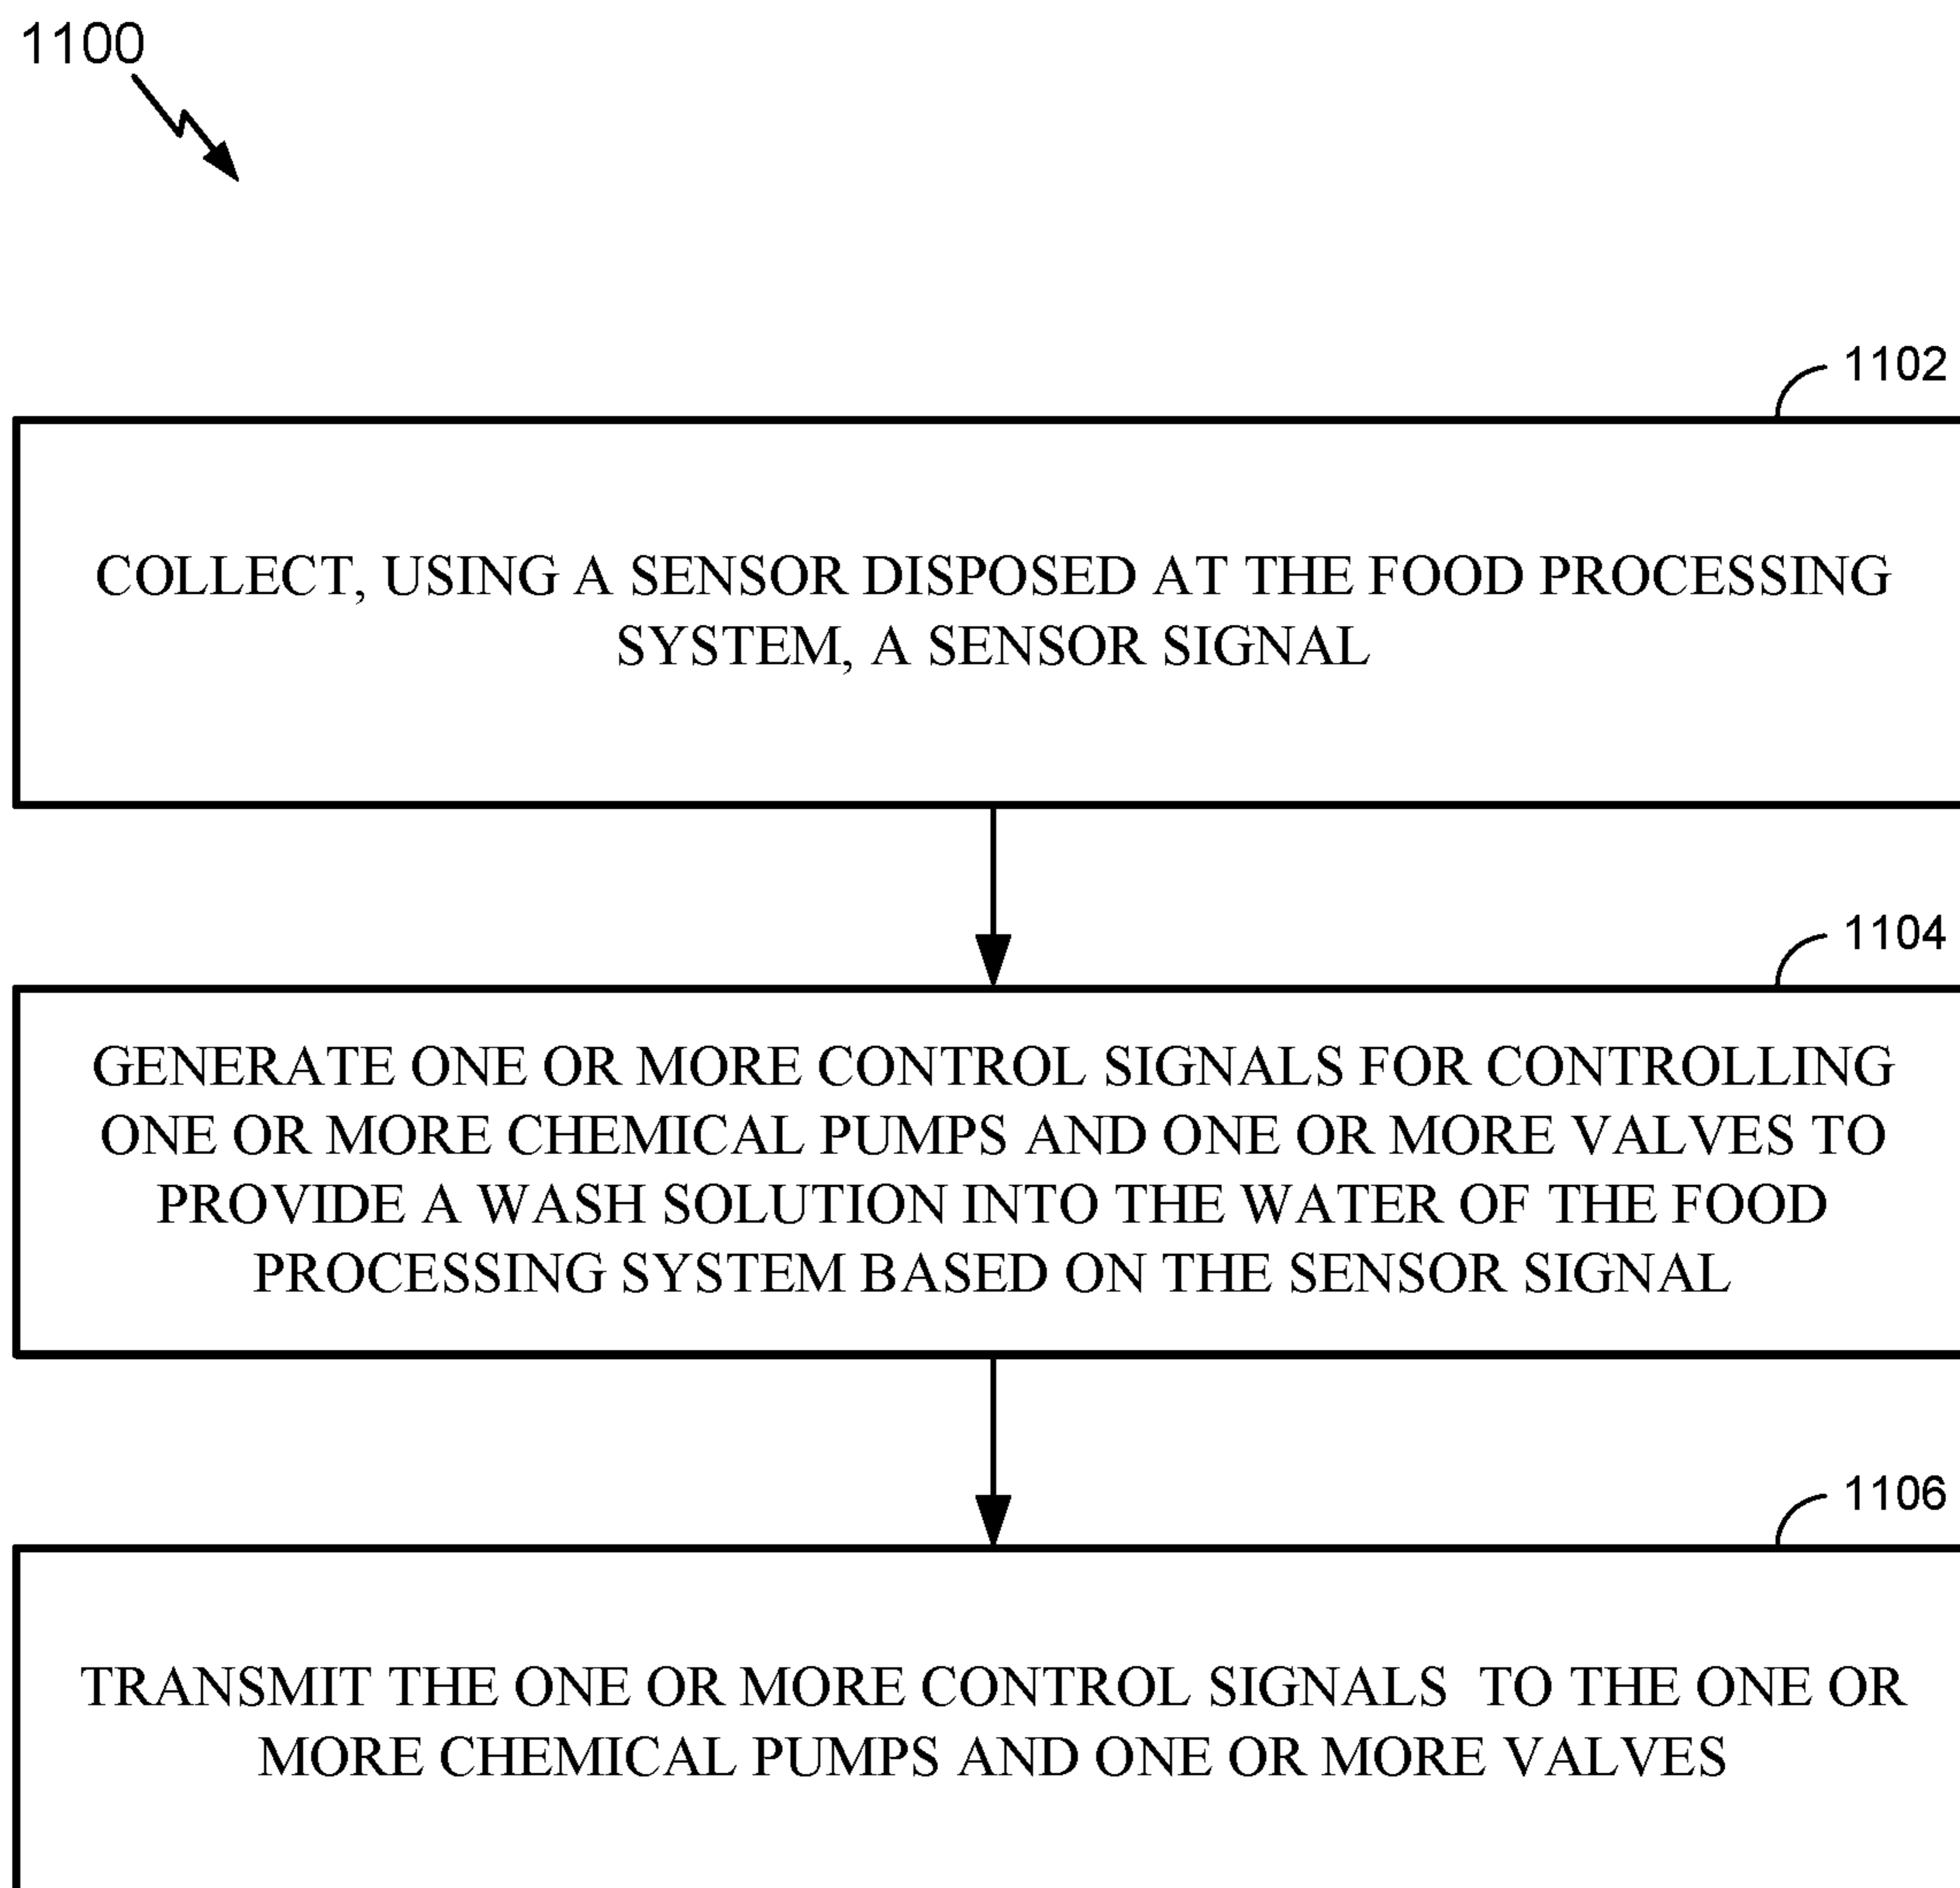 1100
1102
COLLECT, USING A SENSOR DISPOSED AT THE FOOD PROCESSING
SYSTEM, A SENSOR SIGNAL
1104
GENERATE ONE OR MORE CONTROL SIGNALS FOR CONTROLLING
ONE OR MORE CHEMICAL PUMPS AND ONE OR MORE VALVES TO
PROVIDE A WASH SOLUTION INTO THE WATER OF THE FOOD
PROCESSING SYSTEM BASED ON THE SENSOR SIGNAL
1106
TRANSMIT THE ONE OR MORE CONTROL SIGNALS TO THE ONE OR
MORE CHEMICAL PUMPS AND ONE OR MORE VALVES